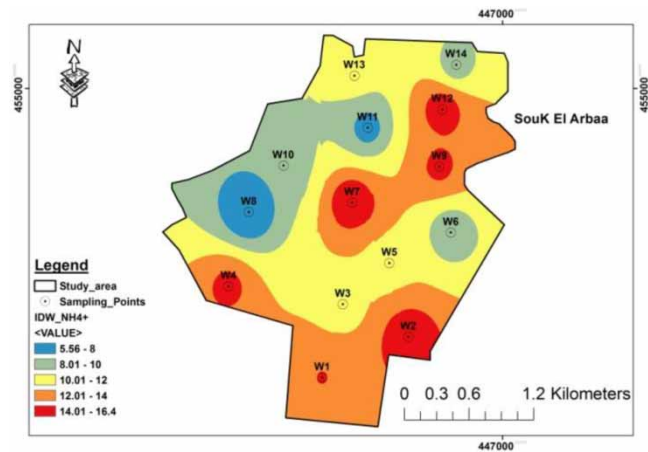 447000
N
455000
455000
SouK El Arbaa
W13
W14
W12
W11
W10
W9
W8
W7
W6
W5
W4
W3
W2
W1
Legend
Study_area
Sampling_Points
IDW_NH4+
<VALUE>
5.56 - 8
8.01 - 10
10.01 - 12
12.01 - 14
14.01 - 16.4
0 0.3 0.6 1.2 Kilometers
447000